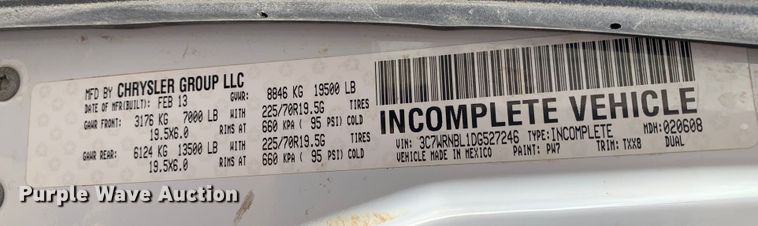 MFD BY CHRYSLER GROUP LLC
DATE OF MFR(BUILT): FEB 13 GVWR: 8846 KG 19500 LB
GAWR FRONT: 3176 KG 7000 LB WITH 225/70R19.5G TIRES
19.5X6.0 RIMS AT 660 KPA ( 95 PSI) COLD
GAWR REAR: 6124 KG 13500 LB WITH 225/70R19.5G TIRES
19.5X6.0 RIMS AT 660 KPA ( 95 PSI) COLD
INCOMPLETE VEHICLE
VIN: 3C7WRNBL1DG527246 TYPE: INCOMPLETE MDH: 020608
VEHICLE MADE IN MEXICO PAINT: PW7 TRIM: TXX8 DUAL
Purple Wave Auction